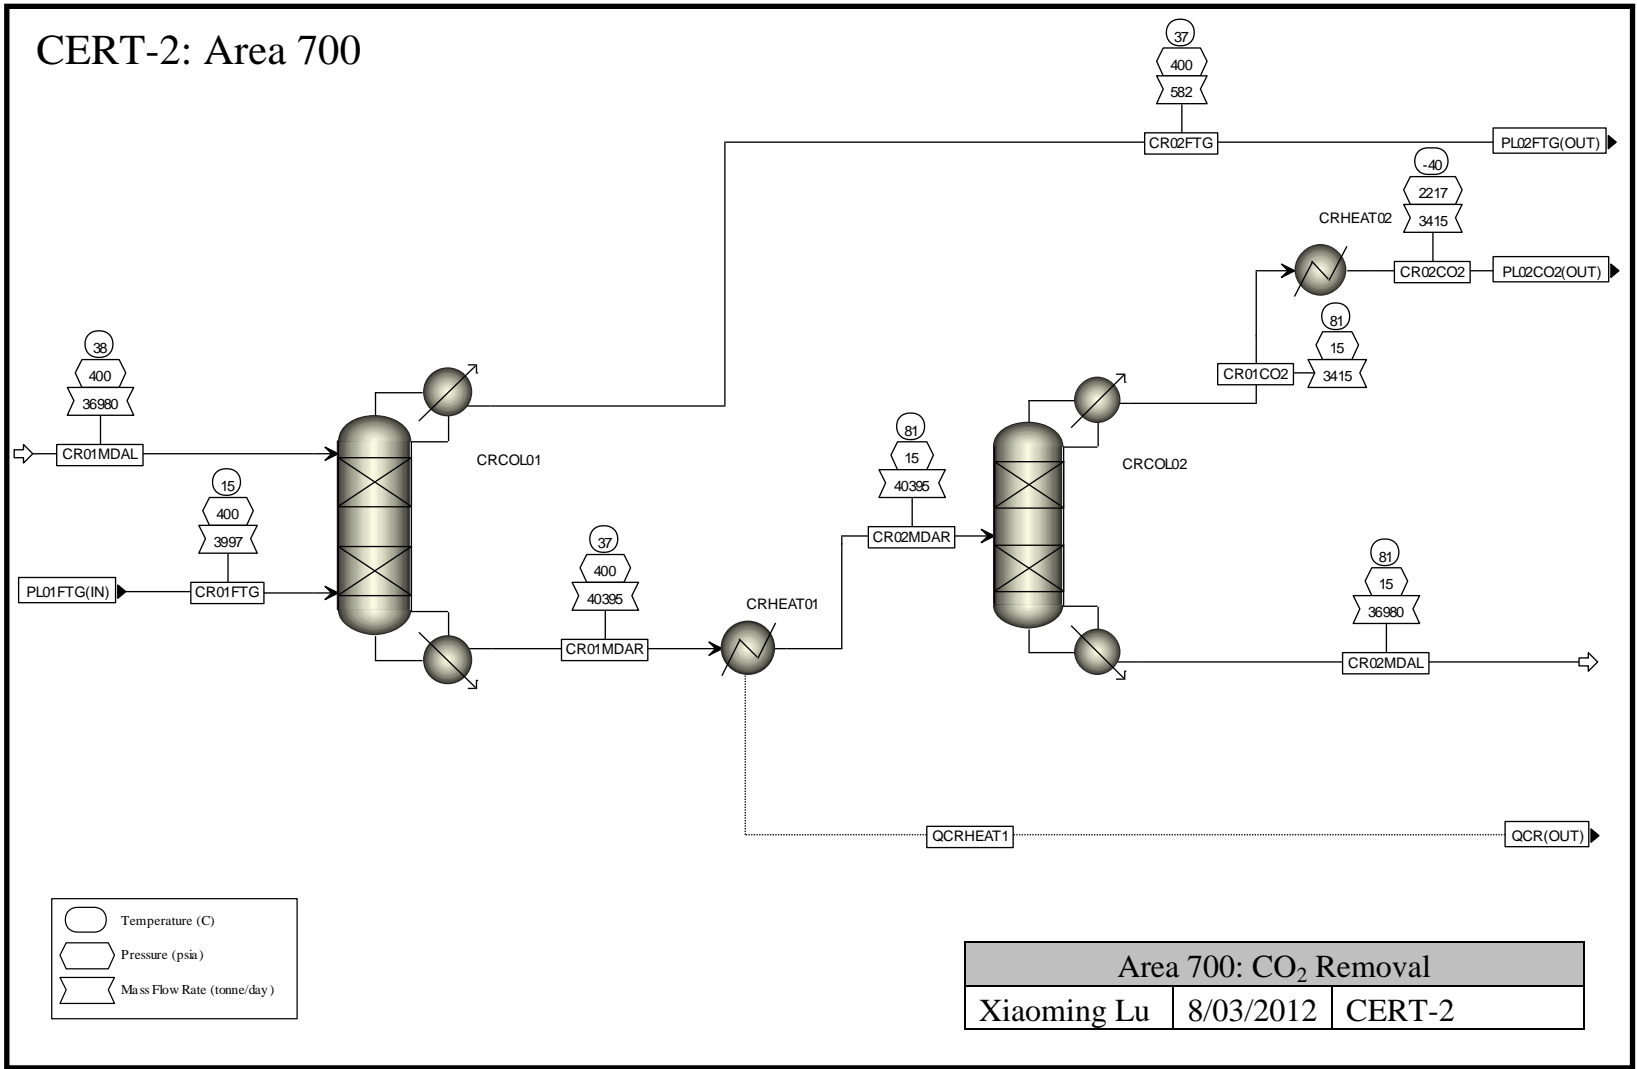 CERT-2: Area 700
37
400
582
CR02FTG
PL02FTG(OUT)
-40
2217
3415
CRHEAT02
CR02CO2
PL02CO2(OUT)
81
15
3415
CR01CO2
38
400
36980
CR01MDAL
CRCOL01
15
400
3997
PL01FTG(IN)
CR01FTG
81
15
40395
CR02MDAR
CRCOL02
37
400
40395
CR01MDAR
CRHEAT01
81
15
36980
CR02MDAL
QCRHEAT1
QCR(OUT)
Temperature (C)
Pressure (psia)
Mass Flow Rate (tonne/day)
Area 700: CO₂ Removal
Xiaoming Lu 8/03/2012 CERT-2